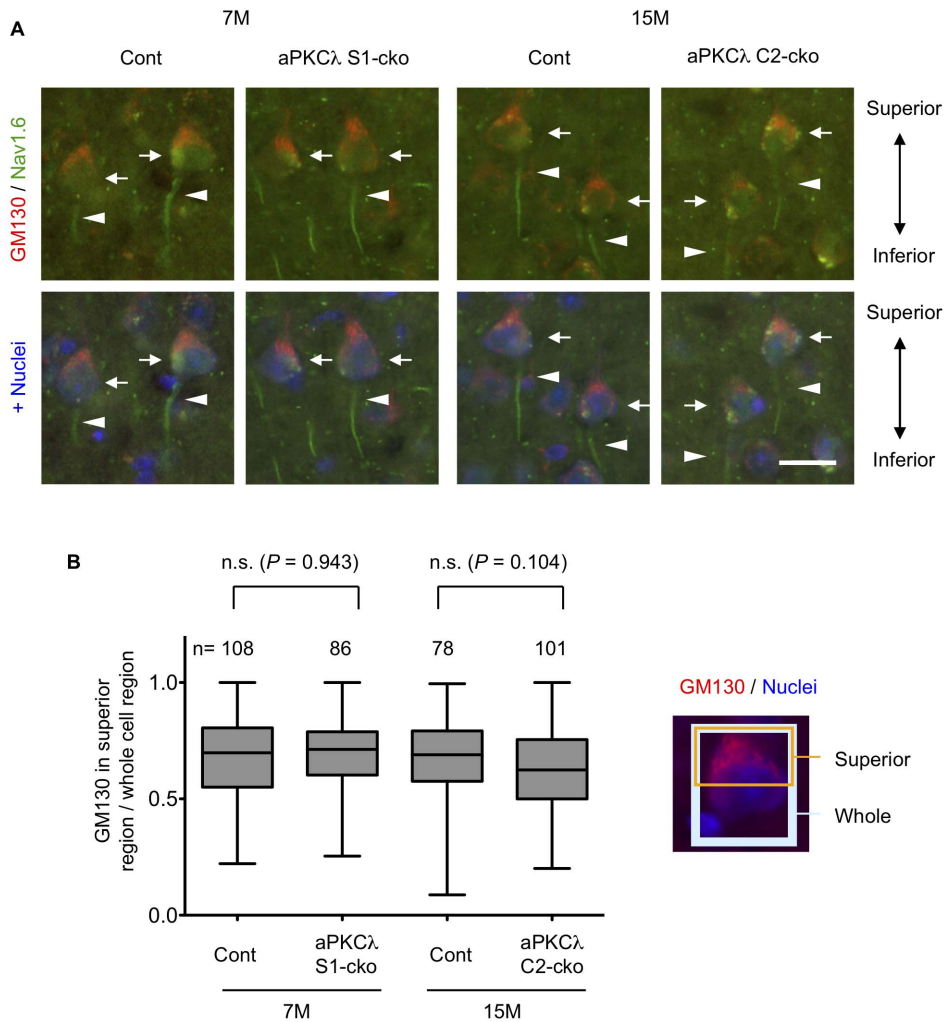 A
7M
15M
Cont
aPKCλ S1-cko
Cont
aPKCλ C2-cko
GM130 / Nav1.6
Superior
Inferior
+ Nuclei
Superior
Inferior
B
n.s. (P = 0.943)
n.s. (P = 0.104)
n= 108
86
78
101
GM130 in superior
region / whole cell region
1.0
0.5
0.0
Cont
aPKCλ
S1-cko
Cont
aPKCλ
C2-cko
7M
15M
GM130 / Nuclei
Superior
Whole